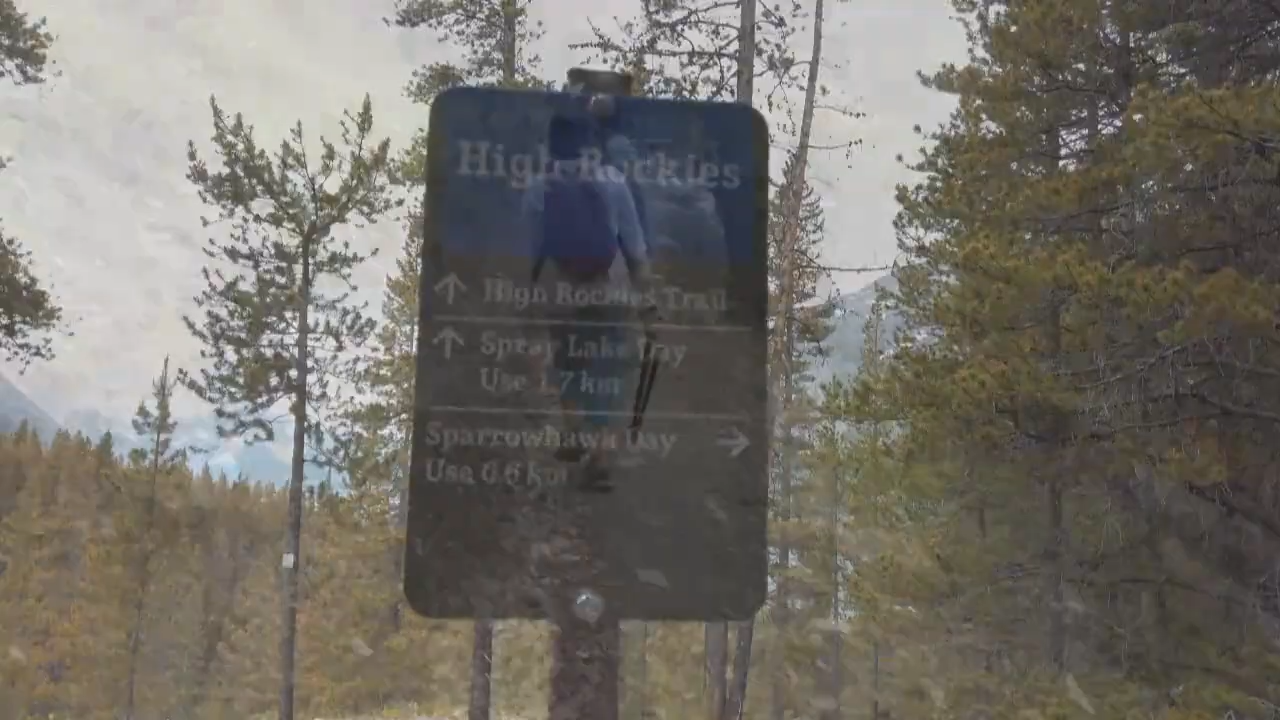 High Rockies
↑ High Rockies Trail
↑ Spray Lake Day
Use 1.7 km
Sparrowhawk Day →
Use 0.6 km